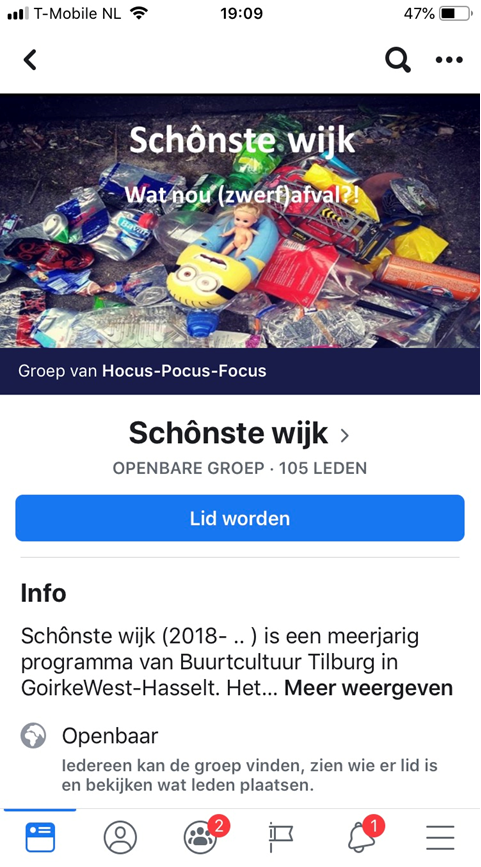 T-Mobile NL 19:09 47%
Schônste wijk
Wat nou (zwerf)afval?!
Groep van Hocus-Pocus-Focus
Schônste wijk >
OPENBARE GROEP · 105 LEDEN
Lid worden
Info
Schônste wijk (2018- .. ) is een meerjarig
programma van Buurtcultuur Tilburg in
GoirkeWest-Hasselt. Het... Meer weergeven
Openbaar
Iedereen kan de groep vinden, zien wie er lid is
en bekijken wat leden plaatsen.
2 1